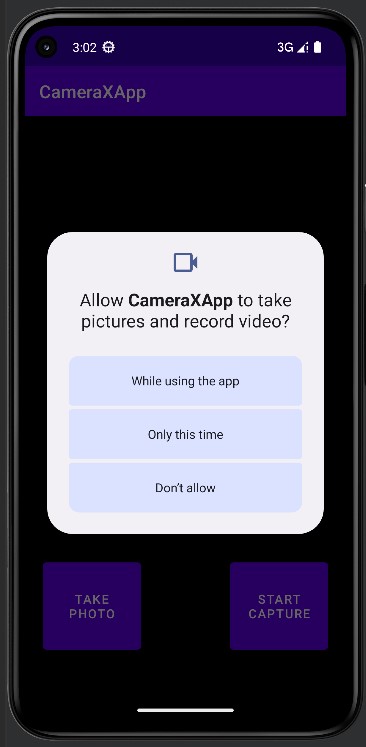 3:02
3G
CameraXApp
Allow CameraXApp to take
pictures and record video?
While using the app
Only this time
Don't allow
TAKE
PHOTO
START
CAPTURE